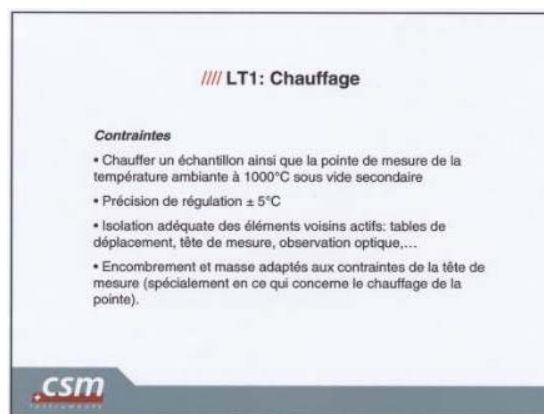 //// LT1: Chauffage
Contraintes
• Chauffer un échantillon ainsi que la pointe de mesure de la
température ambiante à 1000°C sous vide secondaire
• Précision de régulation ± 5°C
• Isolation adéquate des éléments voisins actifs: tables de
déplacement, tête de mesure, observation optique,...
• Encombrement et masse adaptés aux contraintes de la tête de
mesure (spécialement en ce qui concerne le chauffage de la
pointe).
csm
instruments